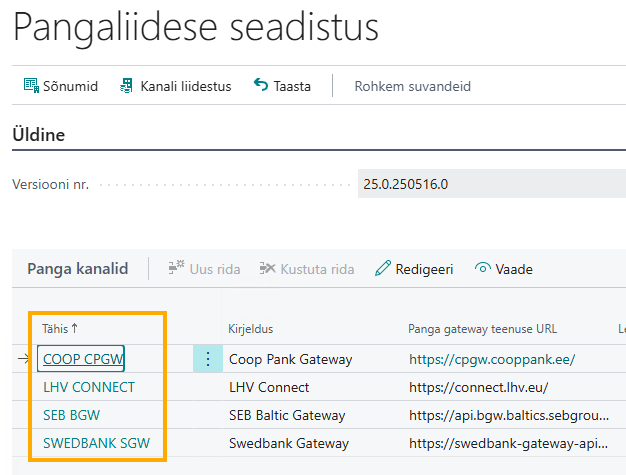 Pangaliidese seadistus
Sõnumid Kanali liidestus Taasta Rohkem suvandeid
Üldine
Versiooni nr. 25.0.250516.0
Panga kanalid Uus rida Kustuta rida Redigeeri Vaade
Tähis ↑ Kirjeldus Panga gateway teenuse URL
COOP CPGW Coop Pank Gateway https://cpgw.cooppank.ee/
LHV CONNECT LHV Connect https://connect.lhv.eu/
SEB BGW SEB Baltic Gateway https://api.bgw.baltics.sebgrou...
SWEDBANK SGW Swedbank Gateway https://swedbank-gateway-api...